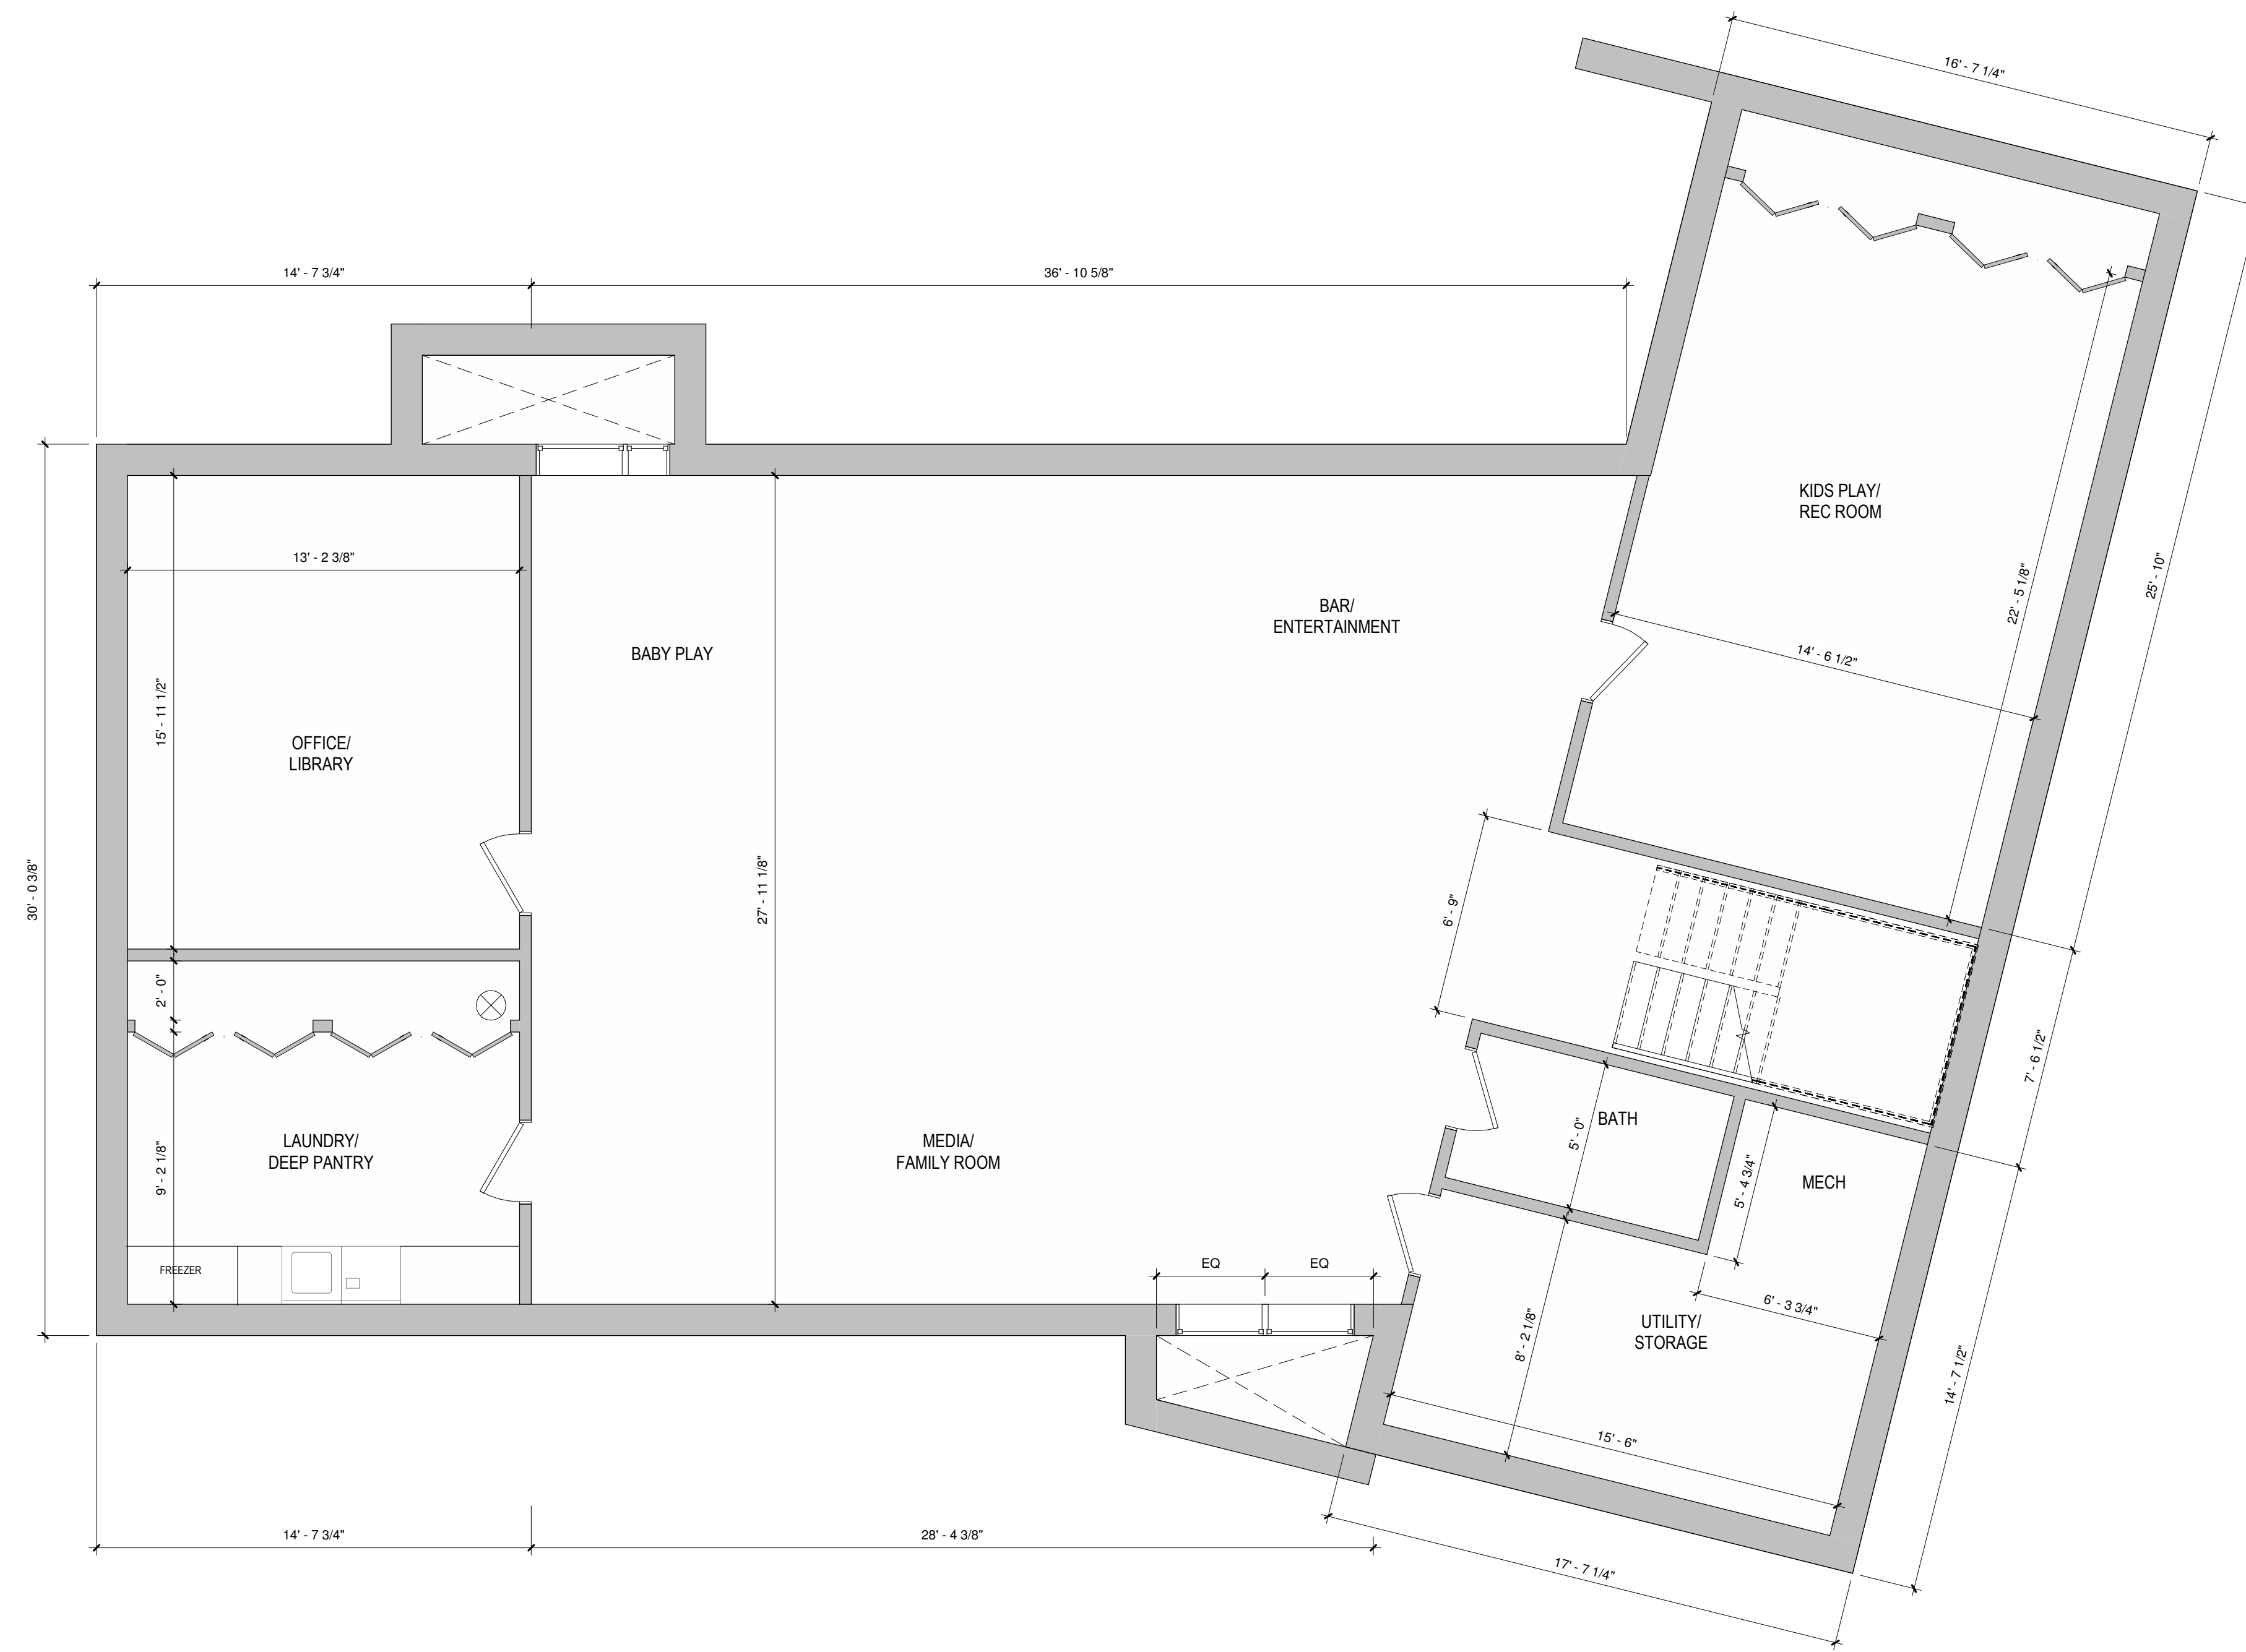 16' - 7 1/4"
14' - 7 3/4"
36' - 10 5/8"
KIDS PLAY/
REC ROOM
13' - 2 3/8"
25' - 10"
22' - 5 1/8"
BAR/
ENTERTAINMENT
BABY PLAY
14' - 6 1/2"
15' - 11 1/2"
OFFICE/
LIBRARY
30' - 0 3/8"
27' - 11 1/8"
6' - 9"
2' - 0"
7' - 6 1/2"
LAUNDRY/
DEEP PANTRY
9' - 2 1/8"
MEDIA/
FAMILY ROOM
BATH
5' - 0"
5' - 4 3/4"
MECH
FREEZER
EQ
EQ
6' - 3 3/4"
UTILITY/
STORAGE
8' - 2 1/8"
14' - 7 1/2"
15' - 6"
14' - 7 3/4"
28' - 4 3/8"
17' - 7 1/4"